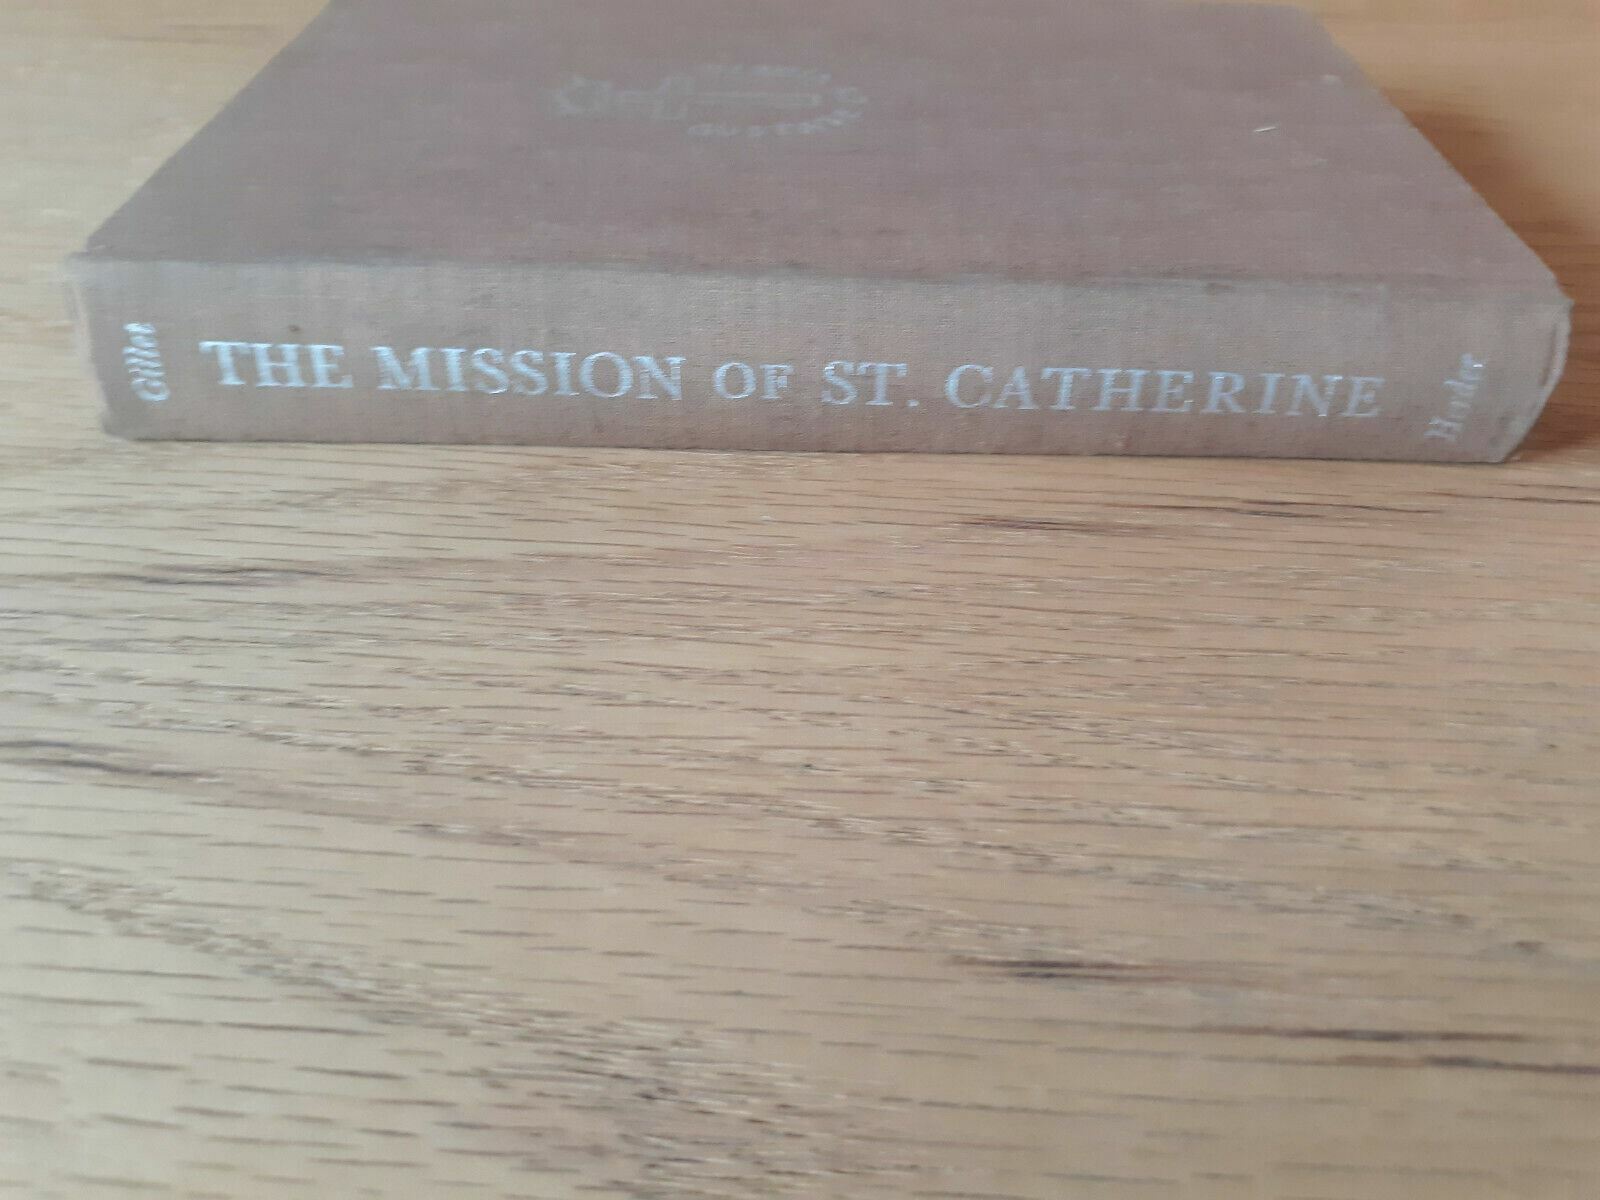 Gillet
THE MISSION OF ST. CATHERINE
Herder